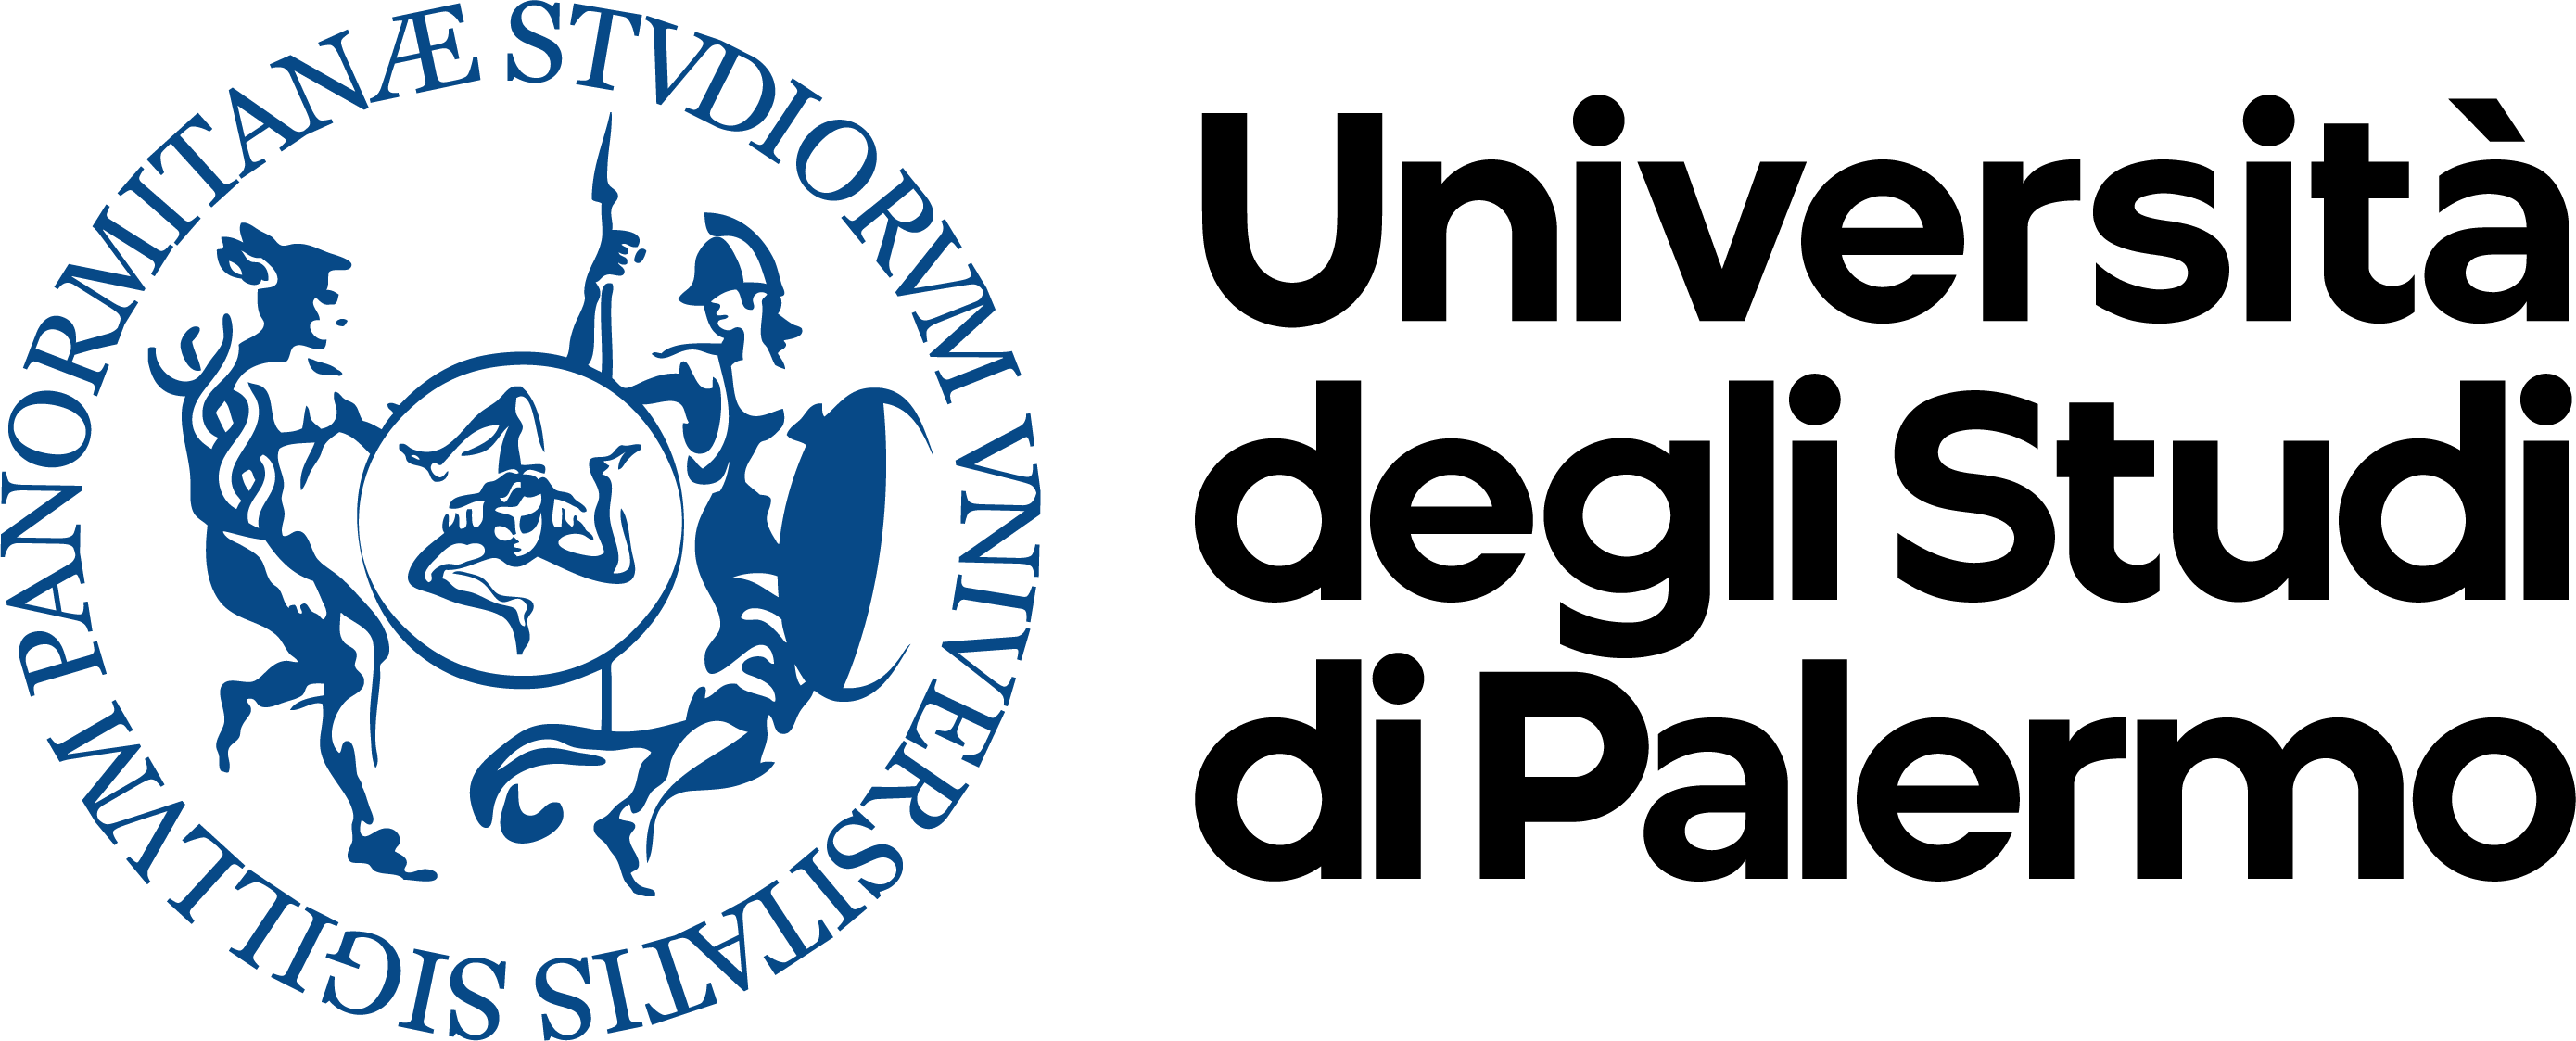 SIGILLVM PANORMITANÆ STVDIORVM VNIVERSITATIS
Università
degli Studi
di Palermo